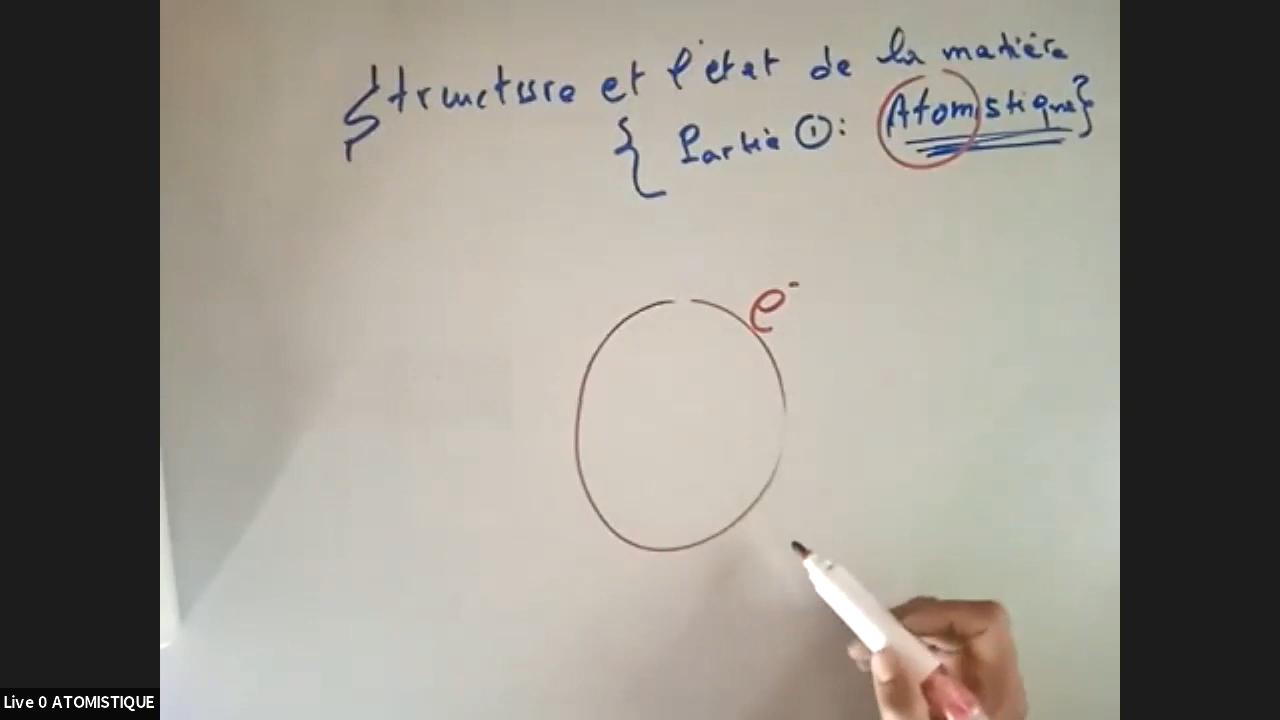 Structure et l'état de la matière
{ Partie ①: Atomistique}
e⁻
Live 0 ATOMISTIQUE